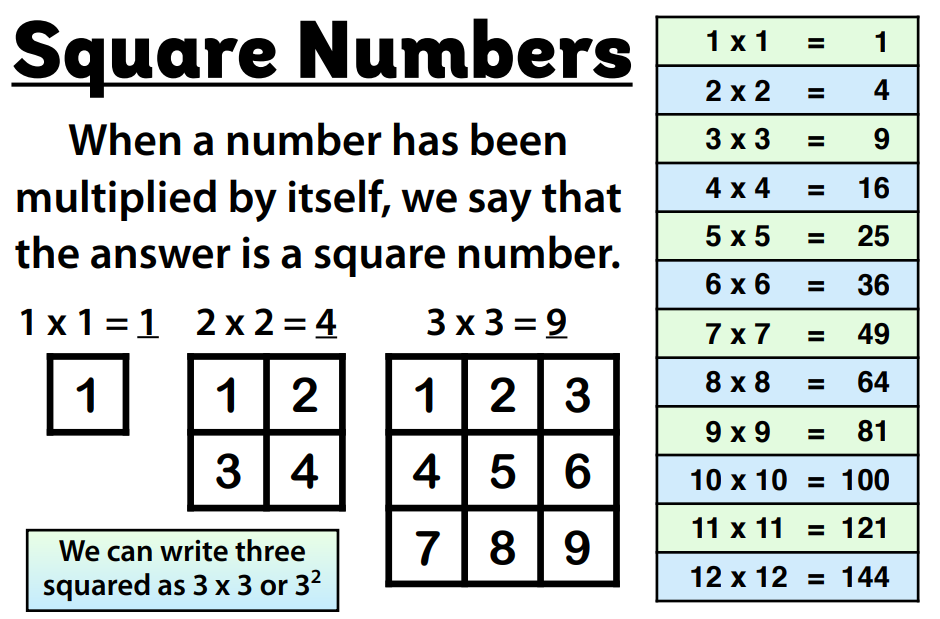 Square Numbers
When a number has been
multiplied by itself, we say that
the answer is a square number.
1 x 1 = 1
1
2 x 2 = 4
1 2
3 4
3 x 3 = 9
1 2 3
4 5 6
7 8 9
We can write three
squared as 3 x 3 or 3²
1 x 1 = 1
2 x 2 = 4
3 x 3 = 9
4 x 4 = 16
5 x 5 = 25
6 x 6 = 36
7 x 7 = 49
8 x 8 = 64
9 x 9 = 81
10 x 10 = 100
11 x 11 = 121
12 x 12 = 144